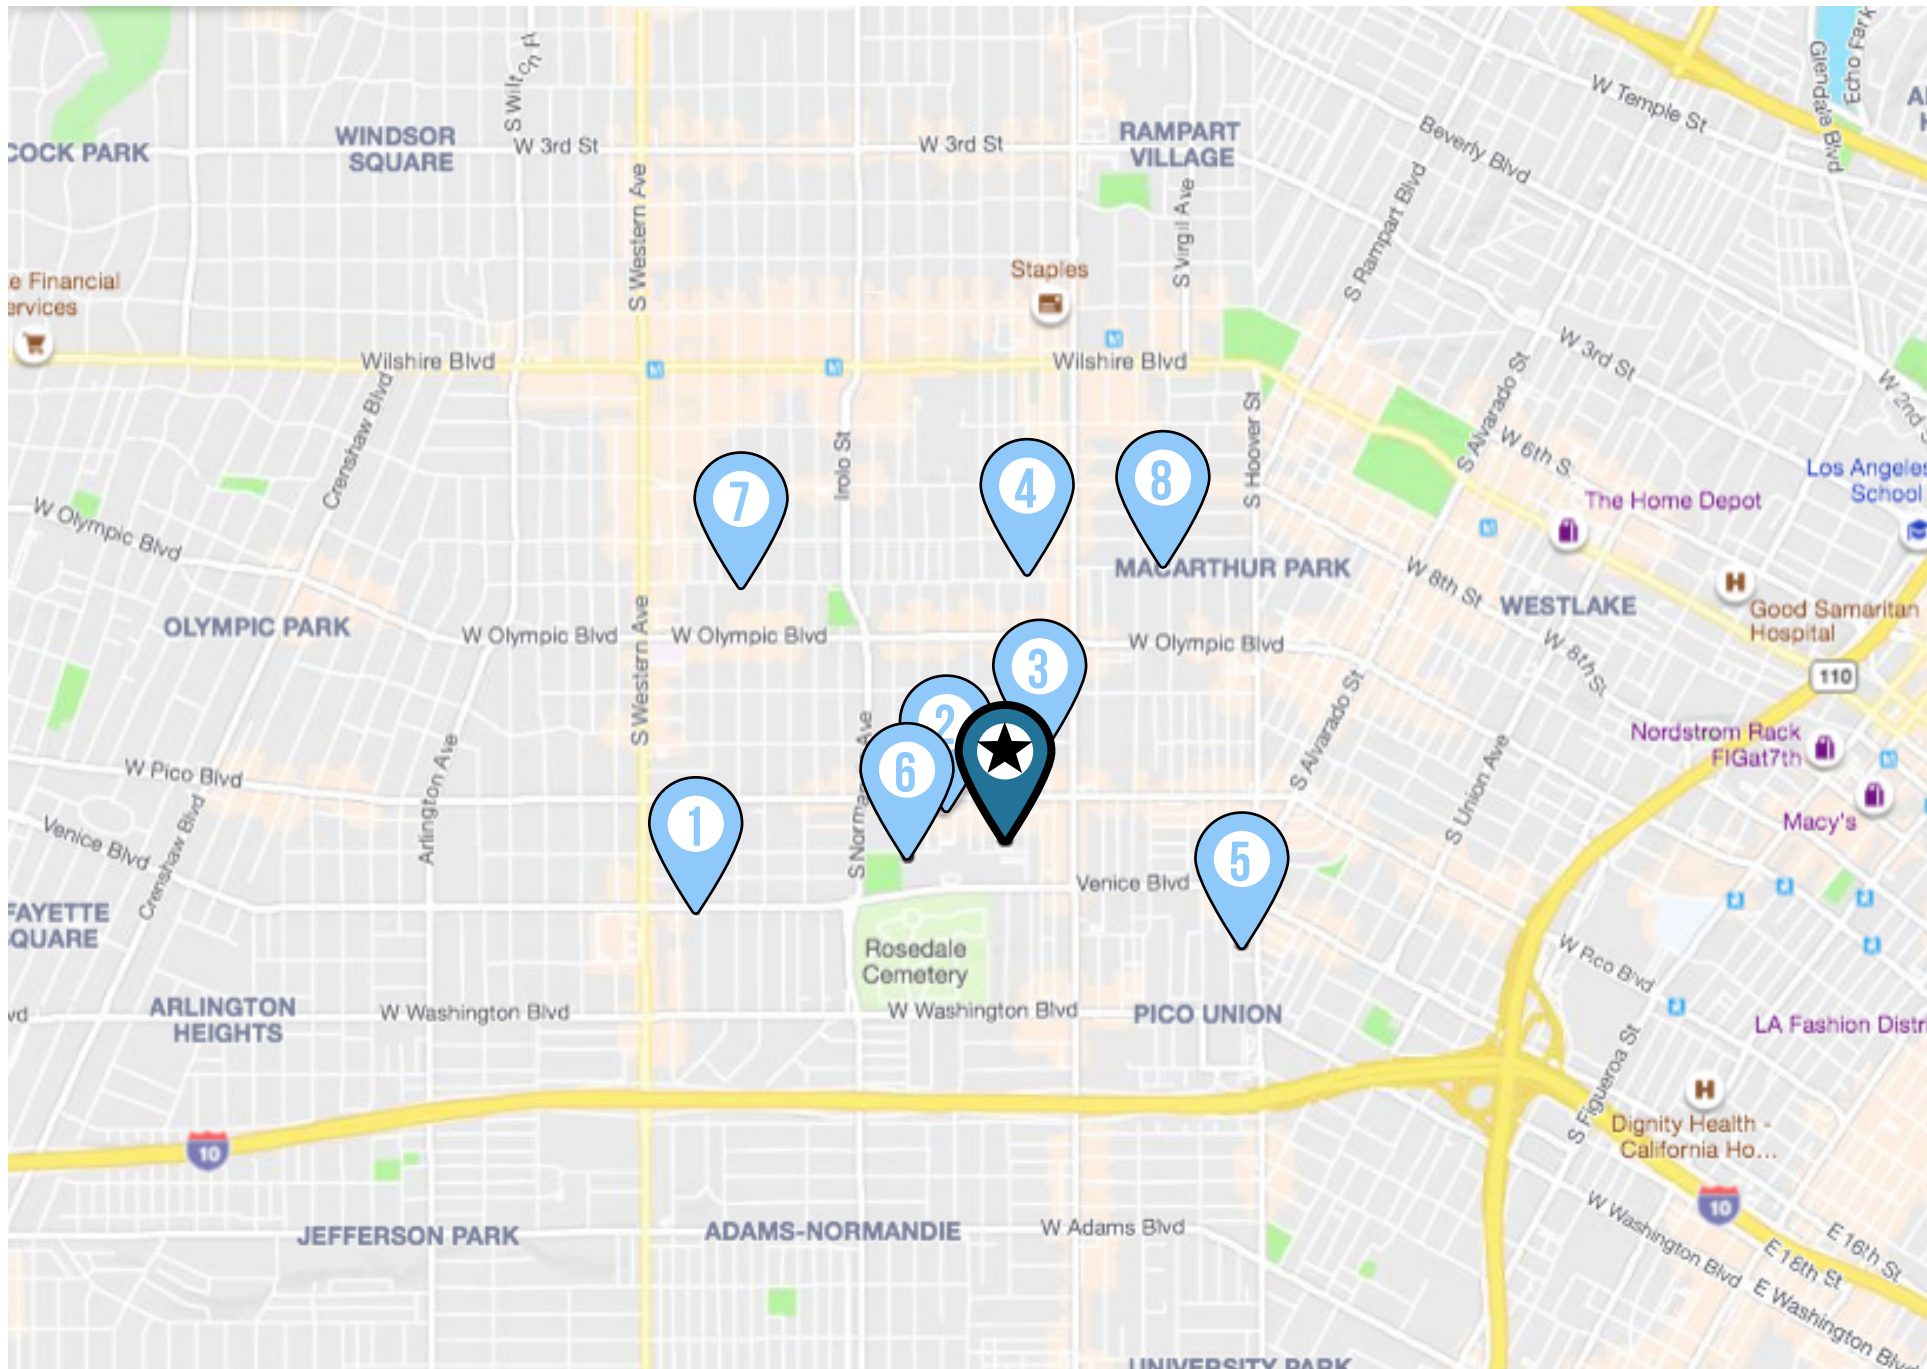 S Wilton Pl
Glendale Blvd
Echo Park
W Temple St
Beverly Blvd
COCK PARK
WINDSOR
SQUARE
W 3rd St
W 3rd St
RAMPART
VILLAGE
S Western Ave
S Virgil Ave
S Rampart Blvd
e Financial
ervices
Staples
W 3rd St
Wilshire Blvd
Wilshire Blvd
W 2nd
Crenshaw Blvd
Irolo St
S Hoover St
S Alvarado St
W 6th S
Los Angeles
School
The Home Depot
7
4
8
W Olympic Blvd
MACARTHUR PARK
W 8th St
WESTLAKE
Good Samaritan
Hospital
OLYMPIC PARK
W Olympic Blvd
W Olympic Blvd
W Olympic Blvd
W 8th St
S Western Ave
3
110
2
S Alvarado St
Nordstrom Rack
FIGat7th
W Pico Blvd
Arlington Ave
6
S Union Ave
Macy's
Venice Blvd
Crenshaw Blvd
1
S Norman Ave
5
Venice Blvd
FAYETTE
QUARE
Rosedale
Cemetery
W Pico Blvd
ARLINGTON
HEIGHTS
vd
W Washington Blvd
W Washington Blvd
PICO UNION
LA Fashion Distr
S Figueroa St
H
H
Dignity Health -
California Ho...
10
10
JEFFERSON PARK
ADAMS-NORMANDIE
W Adams Blvd
W Washington Blvd
E 16th St
E 18th St
E Washington Blv
UNIVERSITY PARK